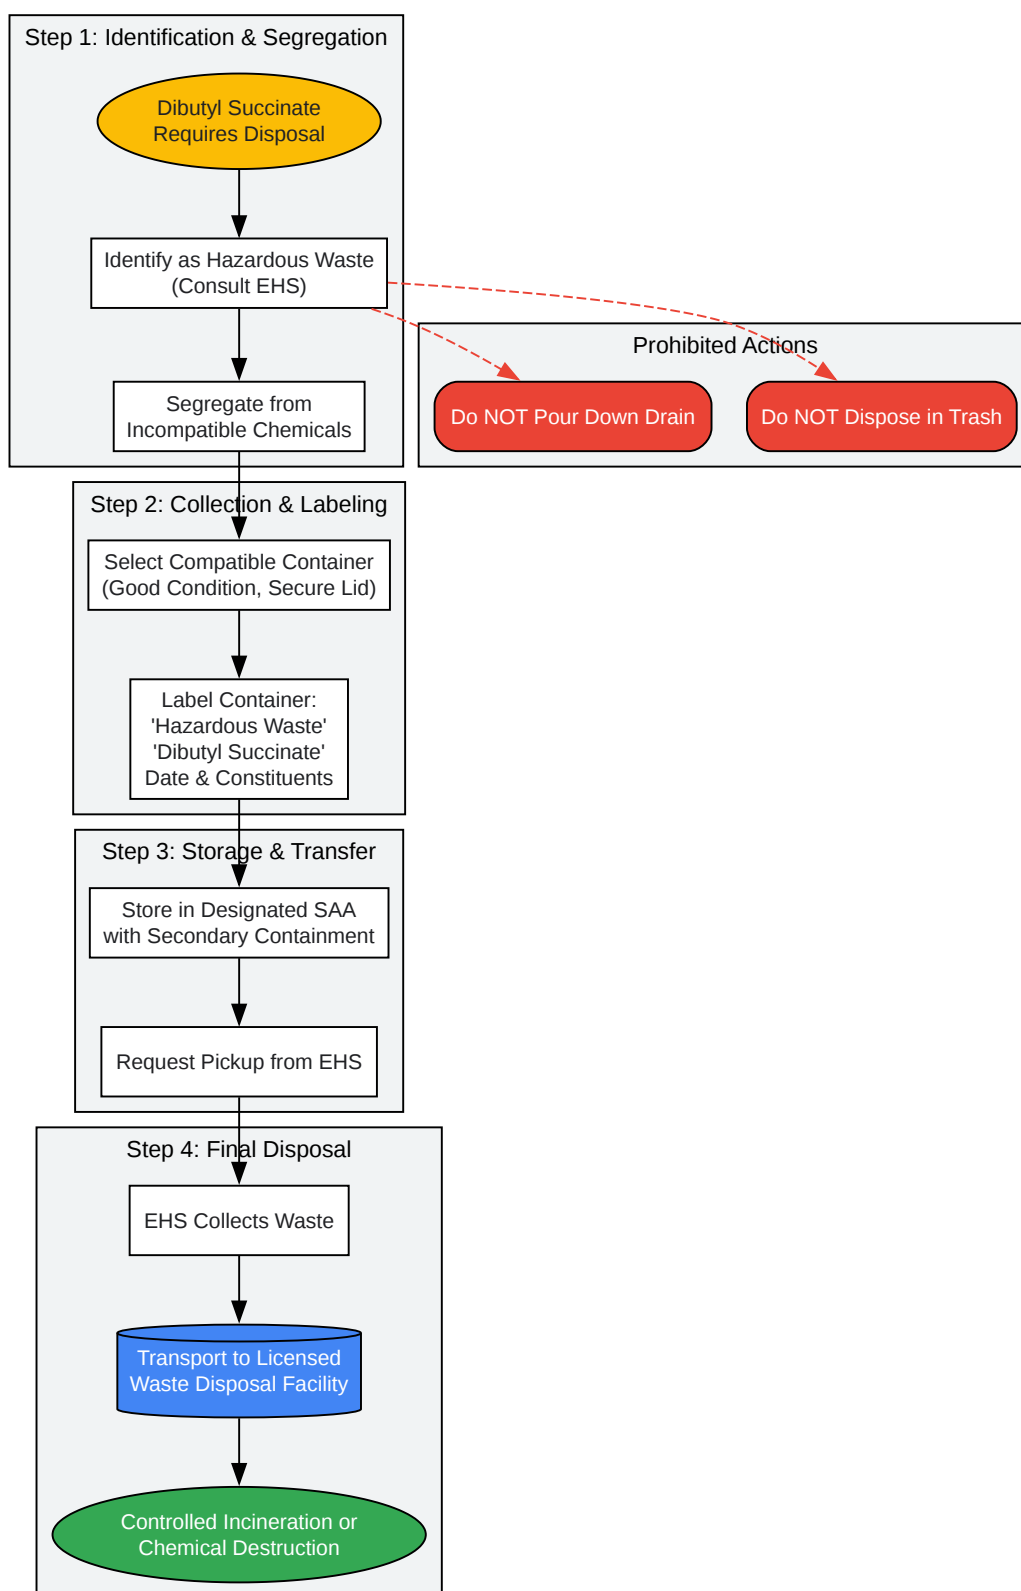 Step 1: Identification & Segregation
Dibutyl Succinate
Requires Disposal
Identify as Hazardous Waste
(Consult EHS)
Segregate from
Incompatible Chemicals
Prohibited Actions
Do NOT Pour Down Drain
Do NOT Dispose in Trash
Step 2: Collection & Labeling
Select Compatible Container
(Good Condition, Secure Lid)
Label Container:
'Hazardous Waste'
'Dibutyl Succinate'
Date & Constituents
Step 3: Storage & Transfer
Store in Designated SAA
with Secondary Containment
Request Pickup from EHS
Step 4: Final Disposal
EHS Collects Waste
Transport to Licensed
Waste Disposal Facility
Controlled Incineration or
Chemical Destruction